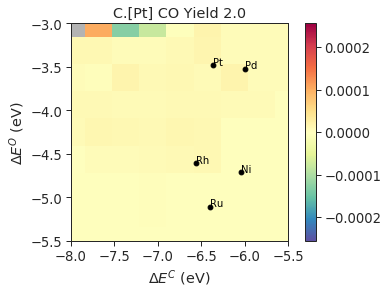 C.[Pt] CO Yield 2.0
−3.0
−3.5
−4.0
−4.5
−5.0
−5.5
ΔE^O (eV)
Pt
Pd
Rh
Ni
Ru
−8.0 −7.5 −7.0 −6.5 −6.0 −5.5
ΔE^C (eV)
0.0002
0.0001
0.0000
−0.0001
−0.0002